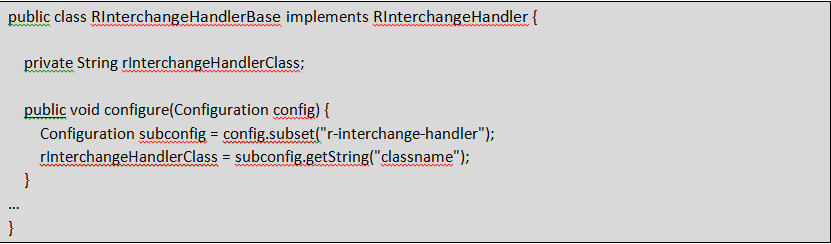 public class RInterchangeHandlerBase implements RInterchangeHandler {
private String rInterchangeHandlerClass;
public void configure(Configuration config) {
Configuration subconfig = config.subset("r-interchange-handler");
rInterchangeHandlerClass = subconfig.getString("classname");
}
...
}